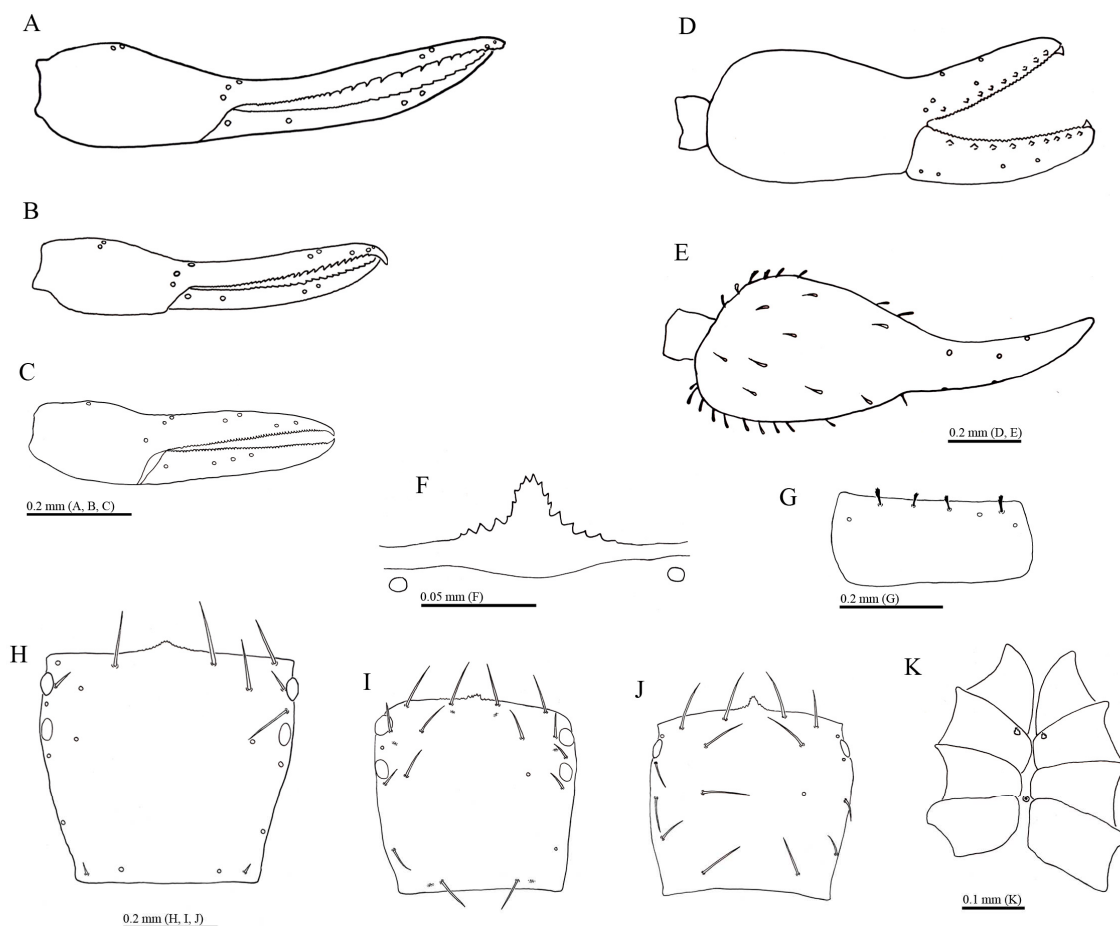 A
D
B
E
C
0.2 mm (D, E)
0.2 mm (A, B, C)
F
G
0.05 mm (F)
0.2 mm (G)
H
I
J
K
0.1 mm (K)
0.2 mm (H, I, J)